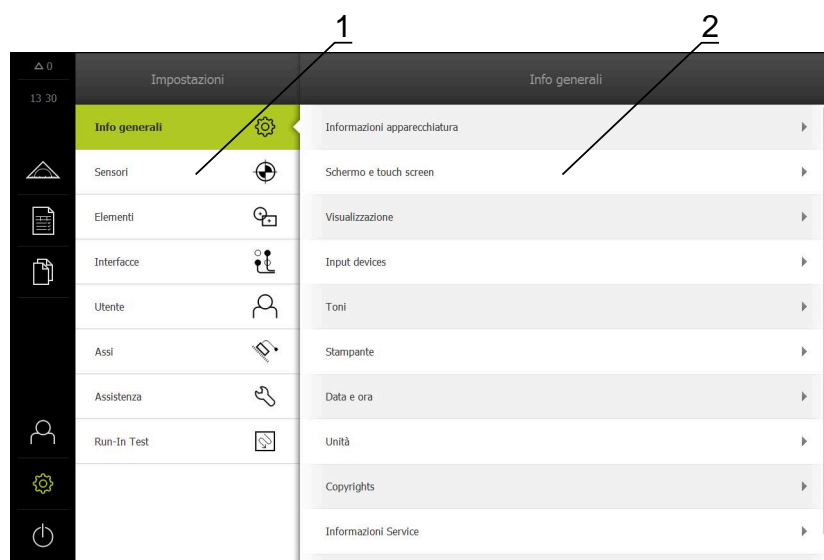 1
2
0
13 30
Impostazioni
Info generali
Info generali
Sensori
Elementi
Interfacce
Utente
Assi
Assistenza
Run-In Test
Informazioni apparecchiatura
Schermo e touch screen
Visualizzazione
Input devices
Toni
Stampante
Data e ora
Unità
Copyrights
Informazioni Service